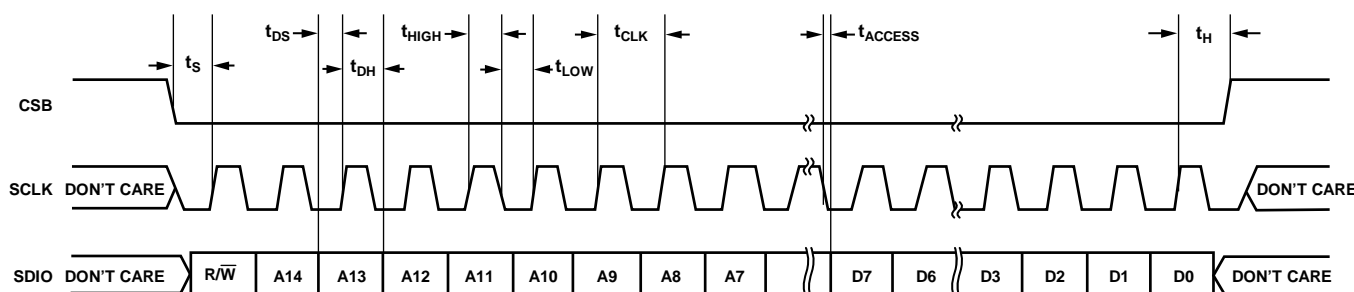 tDS tHIGH tCLK tACCESS tH
tS tDH tLOW
CSB
SCLK DON'T CARE DON'T CARE
SDIO DON'T CARE R/W̅ A14 A13 A12 A11 A10 A9 A8 A7 D7 D6 D3 D2 D1 D0 DON'T CARE